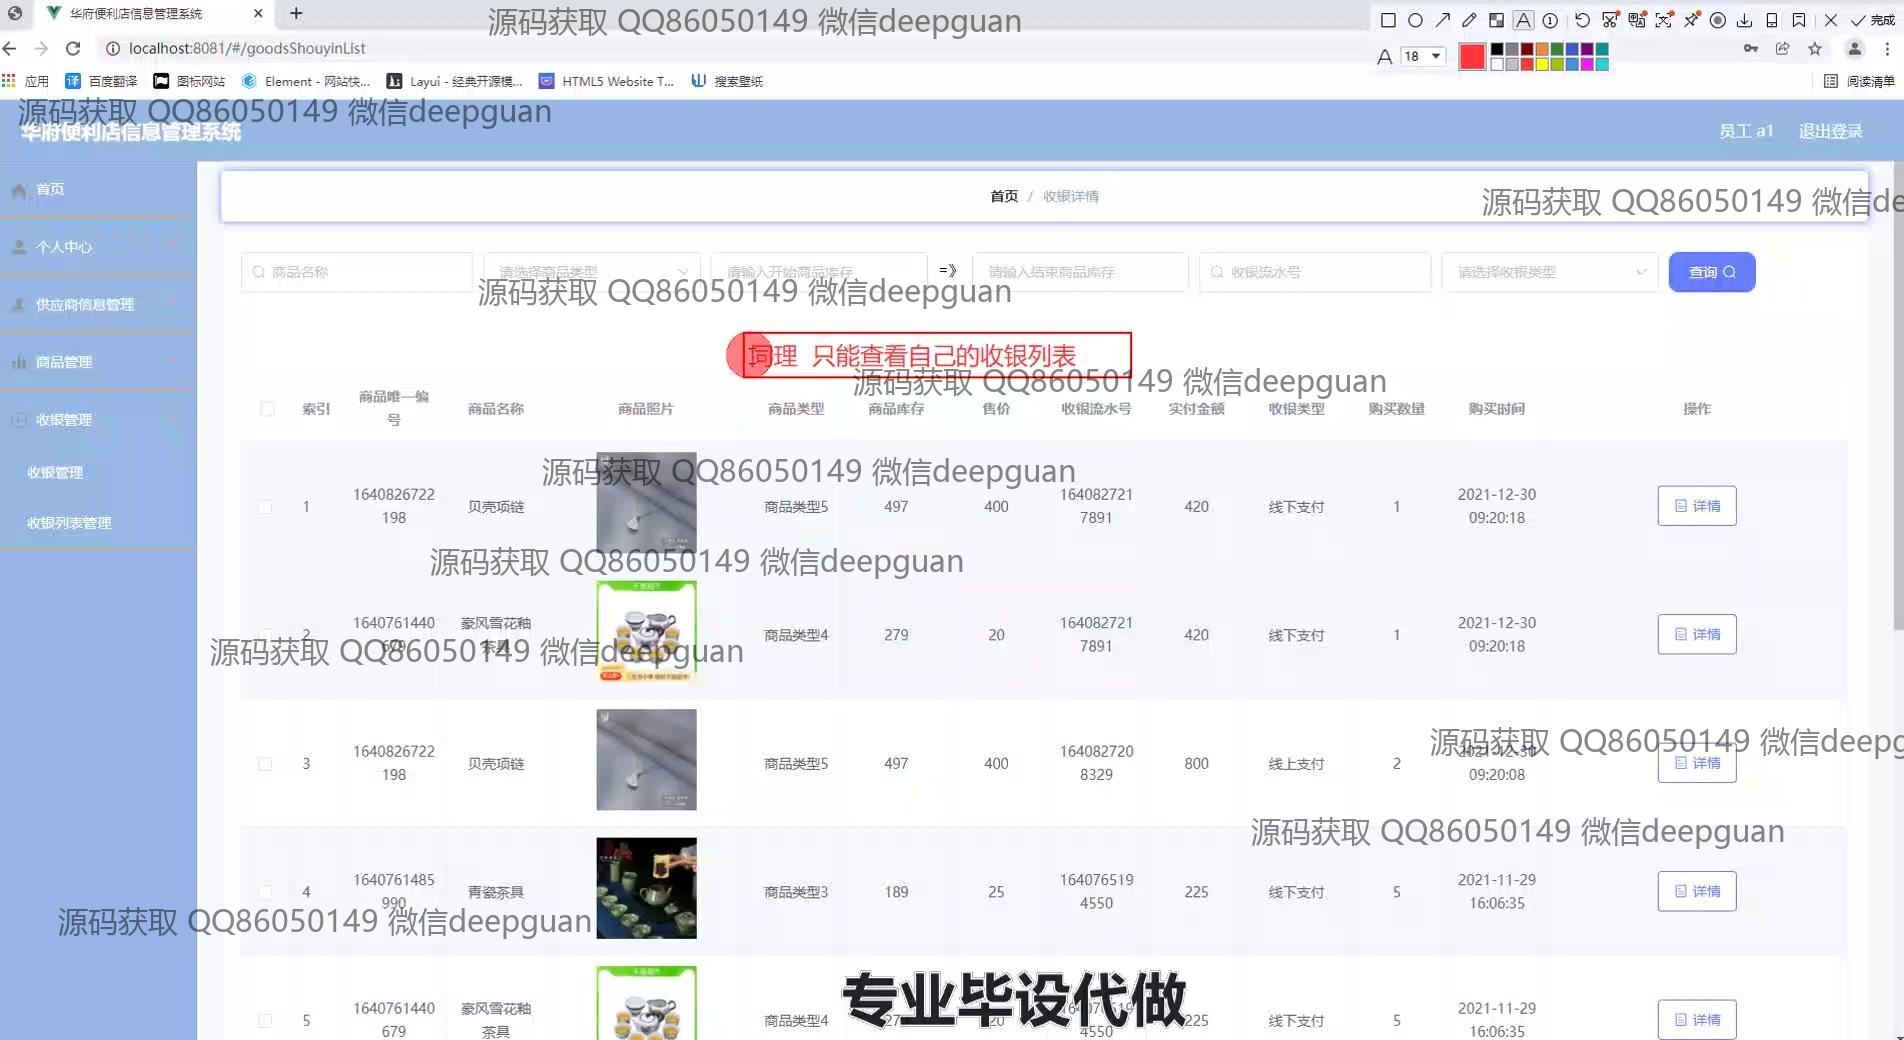 华府便利店信息管理系统
源码获取 QQ86050149 微信deepguan
完成
localhost:8081/#/goodsShouyinList
A 18
应用 百度翻译 图标网站 Element - 网站快... Layui - 经典开源模... HTML5 Website T... 搜索壁纸 阅读清单
源码获取 QQ86050149 微信deepguan
华府便利店信息管理系统
员工 a1 退出登录
首页
个人中心
供应商信息管理
商品管理
收银管理
收银管理
收银列表管理
首页 / 收银详情
源码获取 QQ86050149 微信de
商品名称 请选择商品类型 请输入开始商品库存 =》 请输入结束商品库存 收银流水号 请选择收银类型 查询
源码获取 QQ86050149 微信deepguan
同理 只能查看自己的收银列表
源码获取 QQ86050149 微信deepguan
索引 商品唯一编号 商品名称 商品照片 商品类型 商品库存 售价 收银流水号 实付金额 收银类型 购买数量 购买时间 操作
源码获取 QQ86050149 微信deepguan
1 1640826722198 贝壳项链 商品类型5 497 400 1640827217891 420 线下支付 1 2021-12-30 09:20:18 详情
源码获取 QQ86050149 微信deepguan
2 1640761440679 豪风雪花釉茶具 商品类型4 279 20 1640827217891 420 线下支付 1 2021-12-30 09:20:18 详情
源码获取 QQ86050149 微信deepguan
3 1640826722198 贝壳项链 商品类型5 497 400 1640827208329 800 线上支付 2 2021-12-30 09:20:08 详情
源码获取 QQ86050149 微信deepg
源码获取 QQ86050149 微信deepguan
4 1640761485990 青瓷茶具 商品类型3 189 25 1640765194550 225 线下支付 5 2021-11-29 16:06:35 详情
源码获取 QQ86050149 微信deepguan
5 1640761440679 豪风雪花釉茶具 商品类型4 20 4550 225 线下支付 5 2021-11-29 16:06:35 详情
专业毕设代做